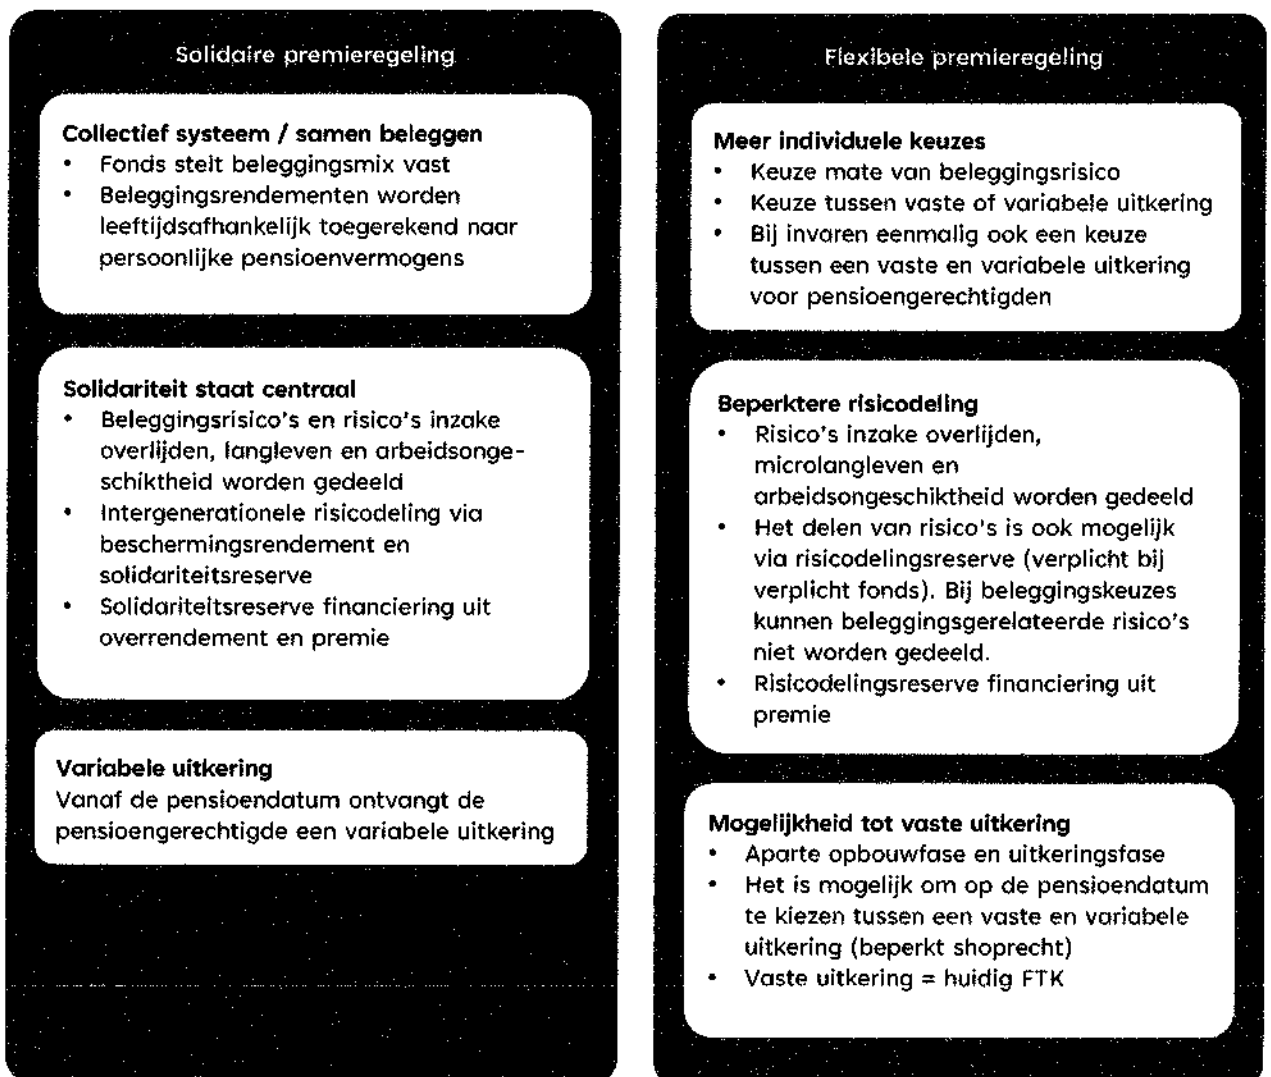 Solidaire premieregeling
Collectief systeem / samen beleggen
• Fonds stelt beleggingsmix vast
• Beleggingsrendementen worden
leeftijdsafhankelijk toegerekend naar
persoonlijke pensioenvermogens
Solidariteit staat centraal
• Beleggingsrisico's en risico's inzake
overlijden, langleven en arbeidsonge-
schiktheid worden gedeeld
• Intergenerationele risicodeling via
beschermingsrendement en
solidariteitsreserve
• Solidariteitsreserve financiering uit
overrendement en premie
Variabele uitkering
Vanaf de pensioendatum ontvangt de
pensioengerechtigde een variabele uitkering
Flexibele premieregeling
Meer individuele keuzes
• Keuze mate van beleggingsrisico
• Keuze tussen vaste of variabele uitkering
• Bij invaren eenmalig ook een keuze
tussen een vaste en variabele uitkering
voor pensioengerechtigden
Beperktere risicodeling
• Risico's inzake overlijden,
microlangleven en
arbeidsongeschiktheid worden gedeeld
• Het delen van risico's is ook mogelijk
via risicodelingsreserve (verplicht bij
verplicht fonds). Bij beleggingskeuzes
kunnen beleggingsgerelateerde risico's
niet worden gedeeld.
• Risicodelingsreserve financiering uit
premie
Mogelijkheid tot vaste uitkering
• Aparte opbouwfase en uitkeringsfase
• Het is mogelijk om op de pensioendatum
te kiezen tussen een vaste en variabele
uitkering (beperkt shoprecht)
• Vaste uitkering = huidig FTK